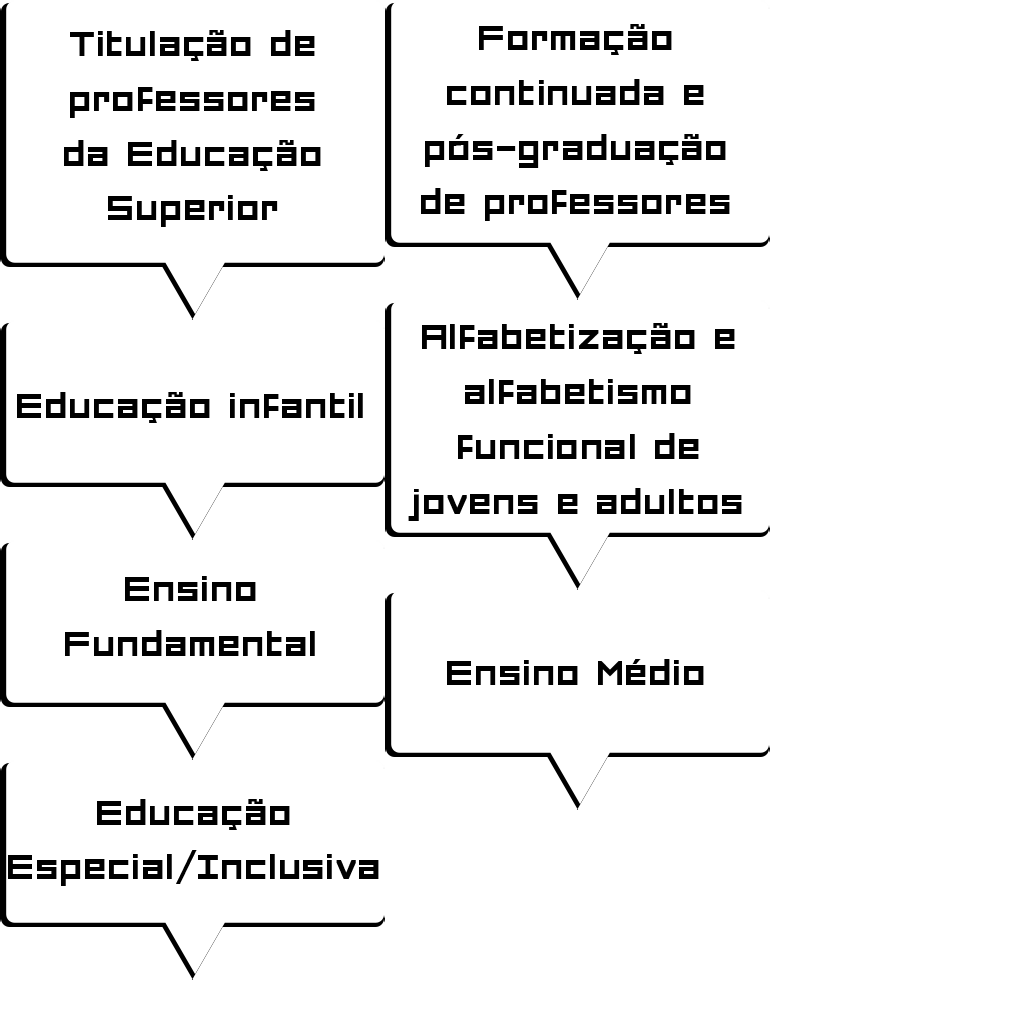 Titulação de
professores
da Educação
Superior
Educação infantil
Ensino
Fundamental
Educação
Especial/Inclusiva
Formação
continuada e
pós-graduação
de professores
Alfabetização e
alfabetismo
funcional de
jovens e adultos
Ensino Médio